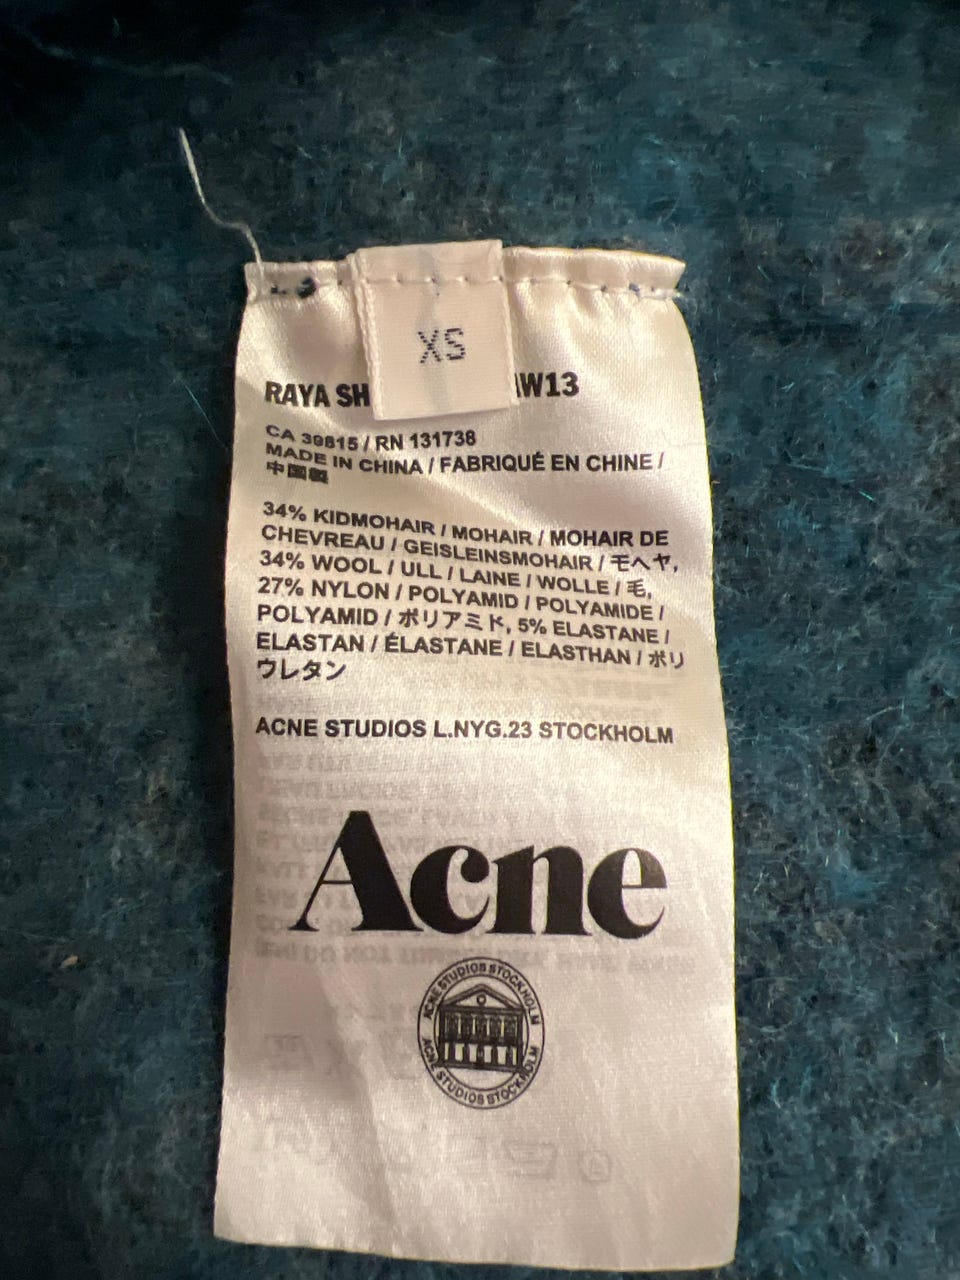 XS
RAYA SH AW13
CA 39815 / RN 131738
MADE IN CHINA / FABRIQUÉ EN CHINE /
中国製
34% KIDMOHAIR / MOHAIR / MOHAIR DE
CHEVREAU / GEISLEINSMOHAIR / モヘヤ,
34% WOOL / ULL / LAINE / WOLLE / 毛,
27% NYLON / POLYAMID / POLYAMIDE /
POLYAMID / ポリアミド, 5% ELASTANE /
ELASTAN / ÉLASTANE / ELASTHAN / ポリ
ウレタン
ACNE STUDIOS L.NYG.23 STOCKHOLM
Acne
ACNE STUDIOS STOCKHOLM
ACNE STUDIOS STOCKHOLM